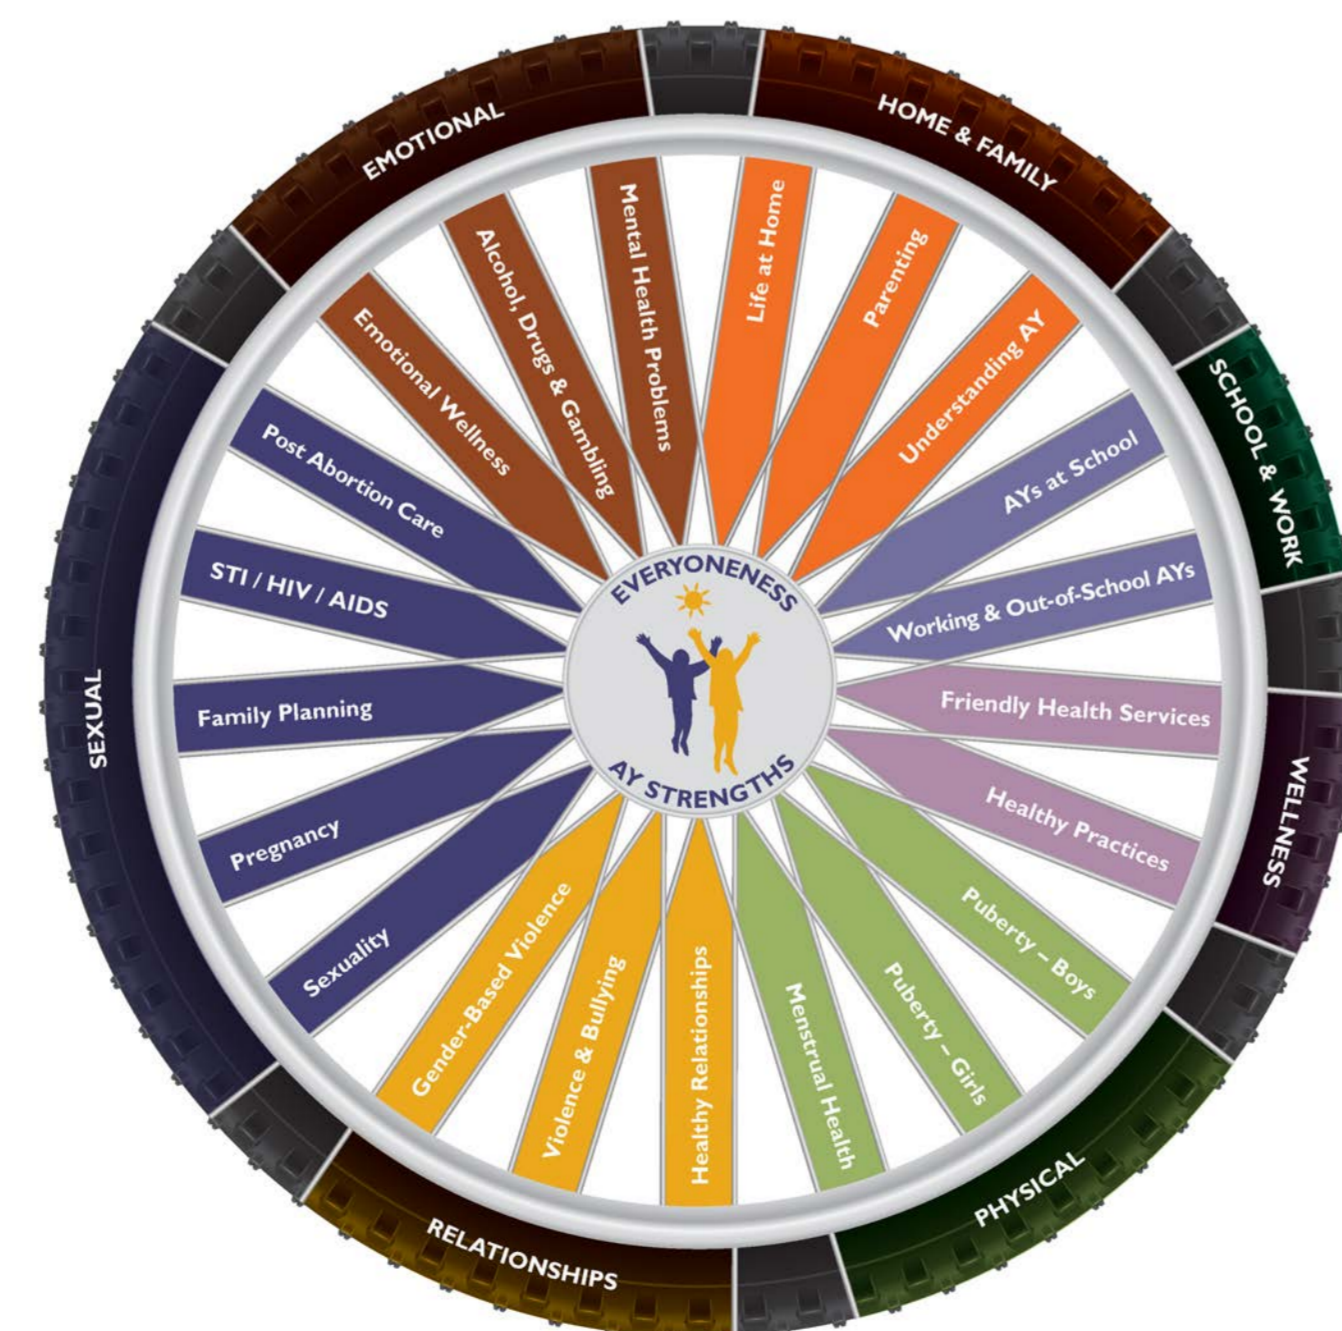 EMOTIONAL
HOME & FAMILY
SCHOOL & WORK
WELLNESS
PHYSICAL
RELATIONSHIPS
SEXUAL
Mental Health Problems
Life at Home
Parenting
Understanding AY
AYs at School
Working & Out-of-School AYs
Friendly Health Services
Healthy Practices
Puberty – Boys
Puberty – Girls
Menstrual Health
Healthy Relationships
Violence & Bullying
Gender-Based Violence
Sexuality
Pregnancy
Family Planning
STI / HIV / AIDS
Post Abortion Care
Emotional Wellness
Alcohol, Drugs & Gambling
EVERYONENESS
AY STRENGTHS